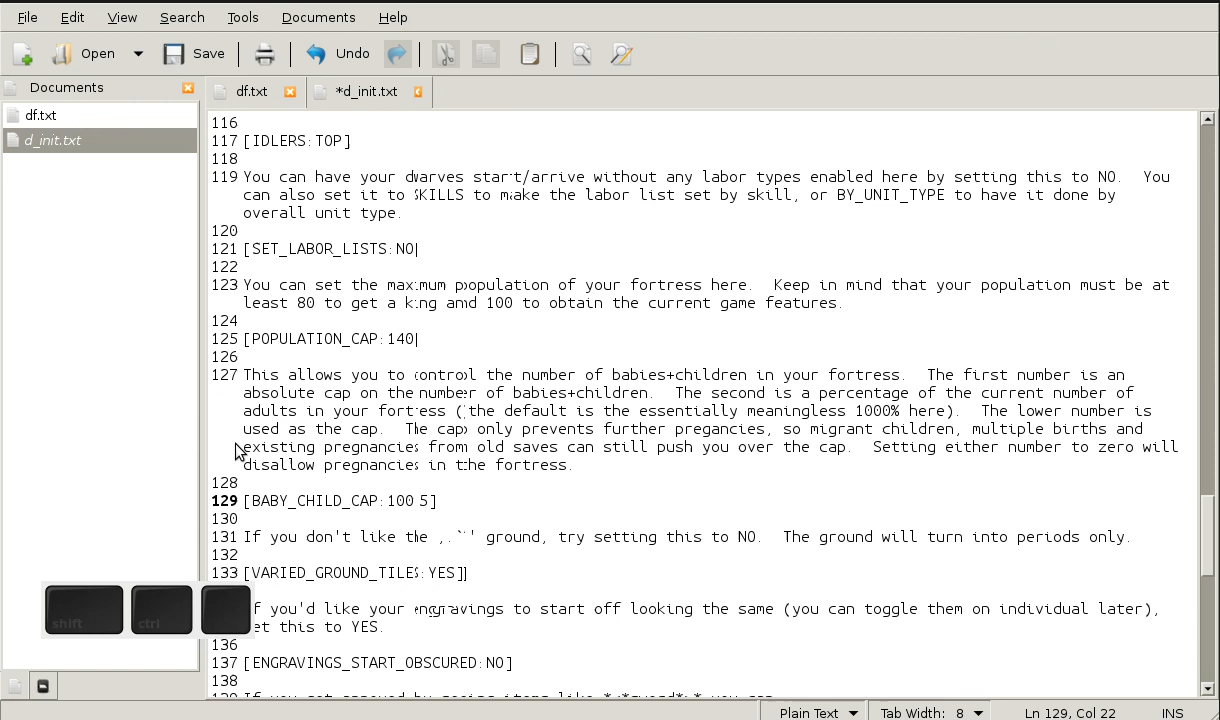 File Edit View Search Tools Documents Help
Open Save Undo
Documents df.txt *d_init.txt
df.txt
d_init.txt
116
117 [IDLERS:TOP]
118
119 You can have your dwarves start/arrive without any labor types enabled here by setting this to NO. You
can also set it to SKILLS to make the labor list set by skill, or BY_UNIT_TYPE to have it done by
overall unit type.
120
121 [SET_LABOR_LISTS:NO
122
123 You can set the maximum population of your fortress here. Keep in mind that your population must be at
least 80 to get a king and 100 to obtain the current game features.
124
125 [POPULATION_CAP:140
126
127 This allows you to control the number of babies+children in your fortress. The first number is an
absolute cap on the number of babies+children. The second is a percentage of the current number of
adults in your fortress (the default is the essentially meaningless 1000% here). The lower number is
used as the cap. The cap only prevents further pregancies, so migrant children, multiple births and
existing pregnancies from old saves can still push you over the cap. Setting either number to zero will
disallow pregnancies in the fortress.
128
129 [BABY_CHILD_CAP:100 5]
130
131 If you don't like the ,.`' ground, try setting this to NO. The ground will turn into periods only.
132
133 [VARIED_GROUND_TILES:YES]
f you'd like your engravings to start off looking the same (you can toggle them on individual later),
et this to YES.
136
137 [ENGRAVINGS_START_OBSCURED:NO]
138
shift ctrl
Plain Text Tab Width: 8 Ln 129, Col 22 INS